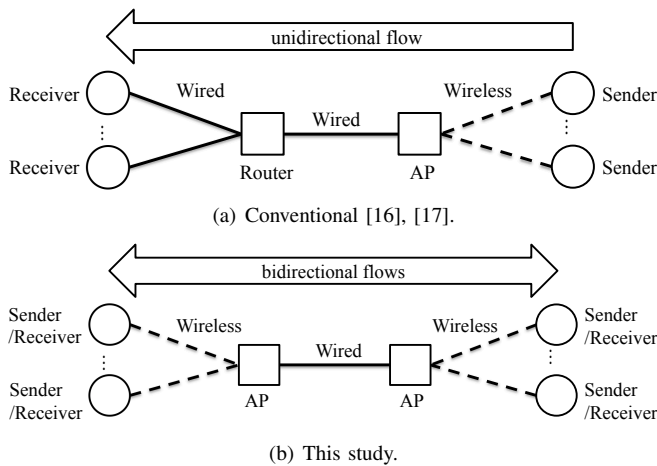 unidirectional flow
Receiver
Wired
Wireless
Sender
Wired
Receiver
Router
AP
Sender
(a) Conventional [16], [17].
bidirectional flows
Sender
/Receiver
Wireless
Wireless
Sender
/Receiver
Wired
Sender
/Receiver
AP
AP
Sender
/Receiver
(b) This study.